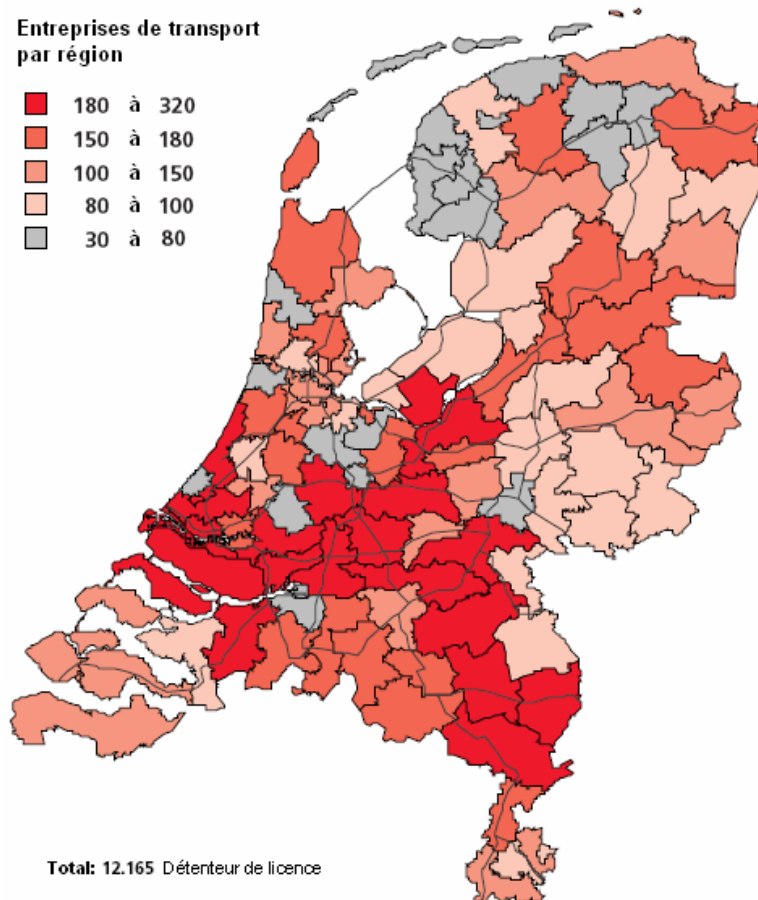 Entreprises de transport
par région
180 à 320
150 à 180
100 à 150
80 à 100
30 à 80
Total: 12.165 Détenteur de licence